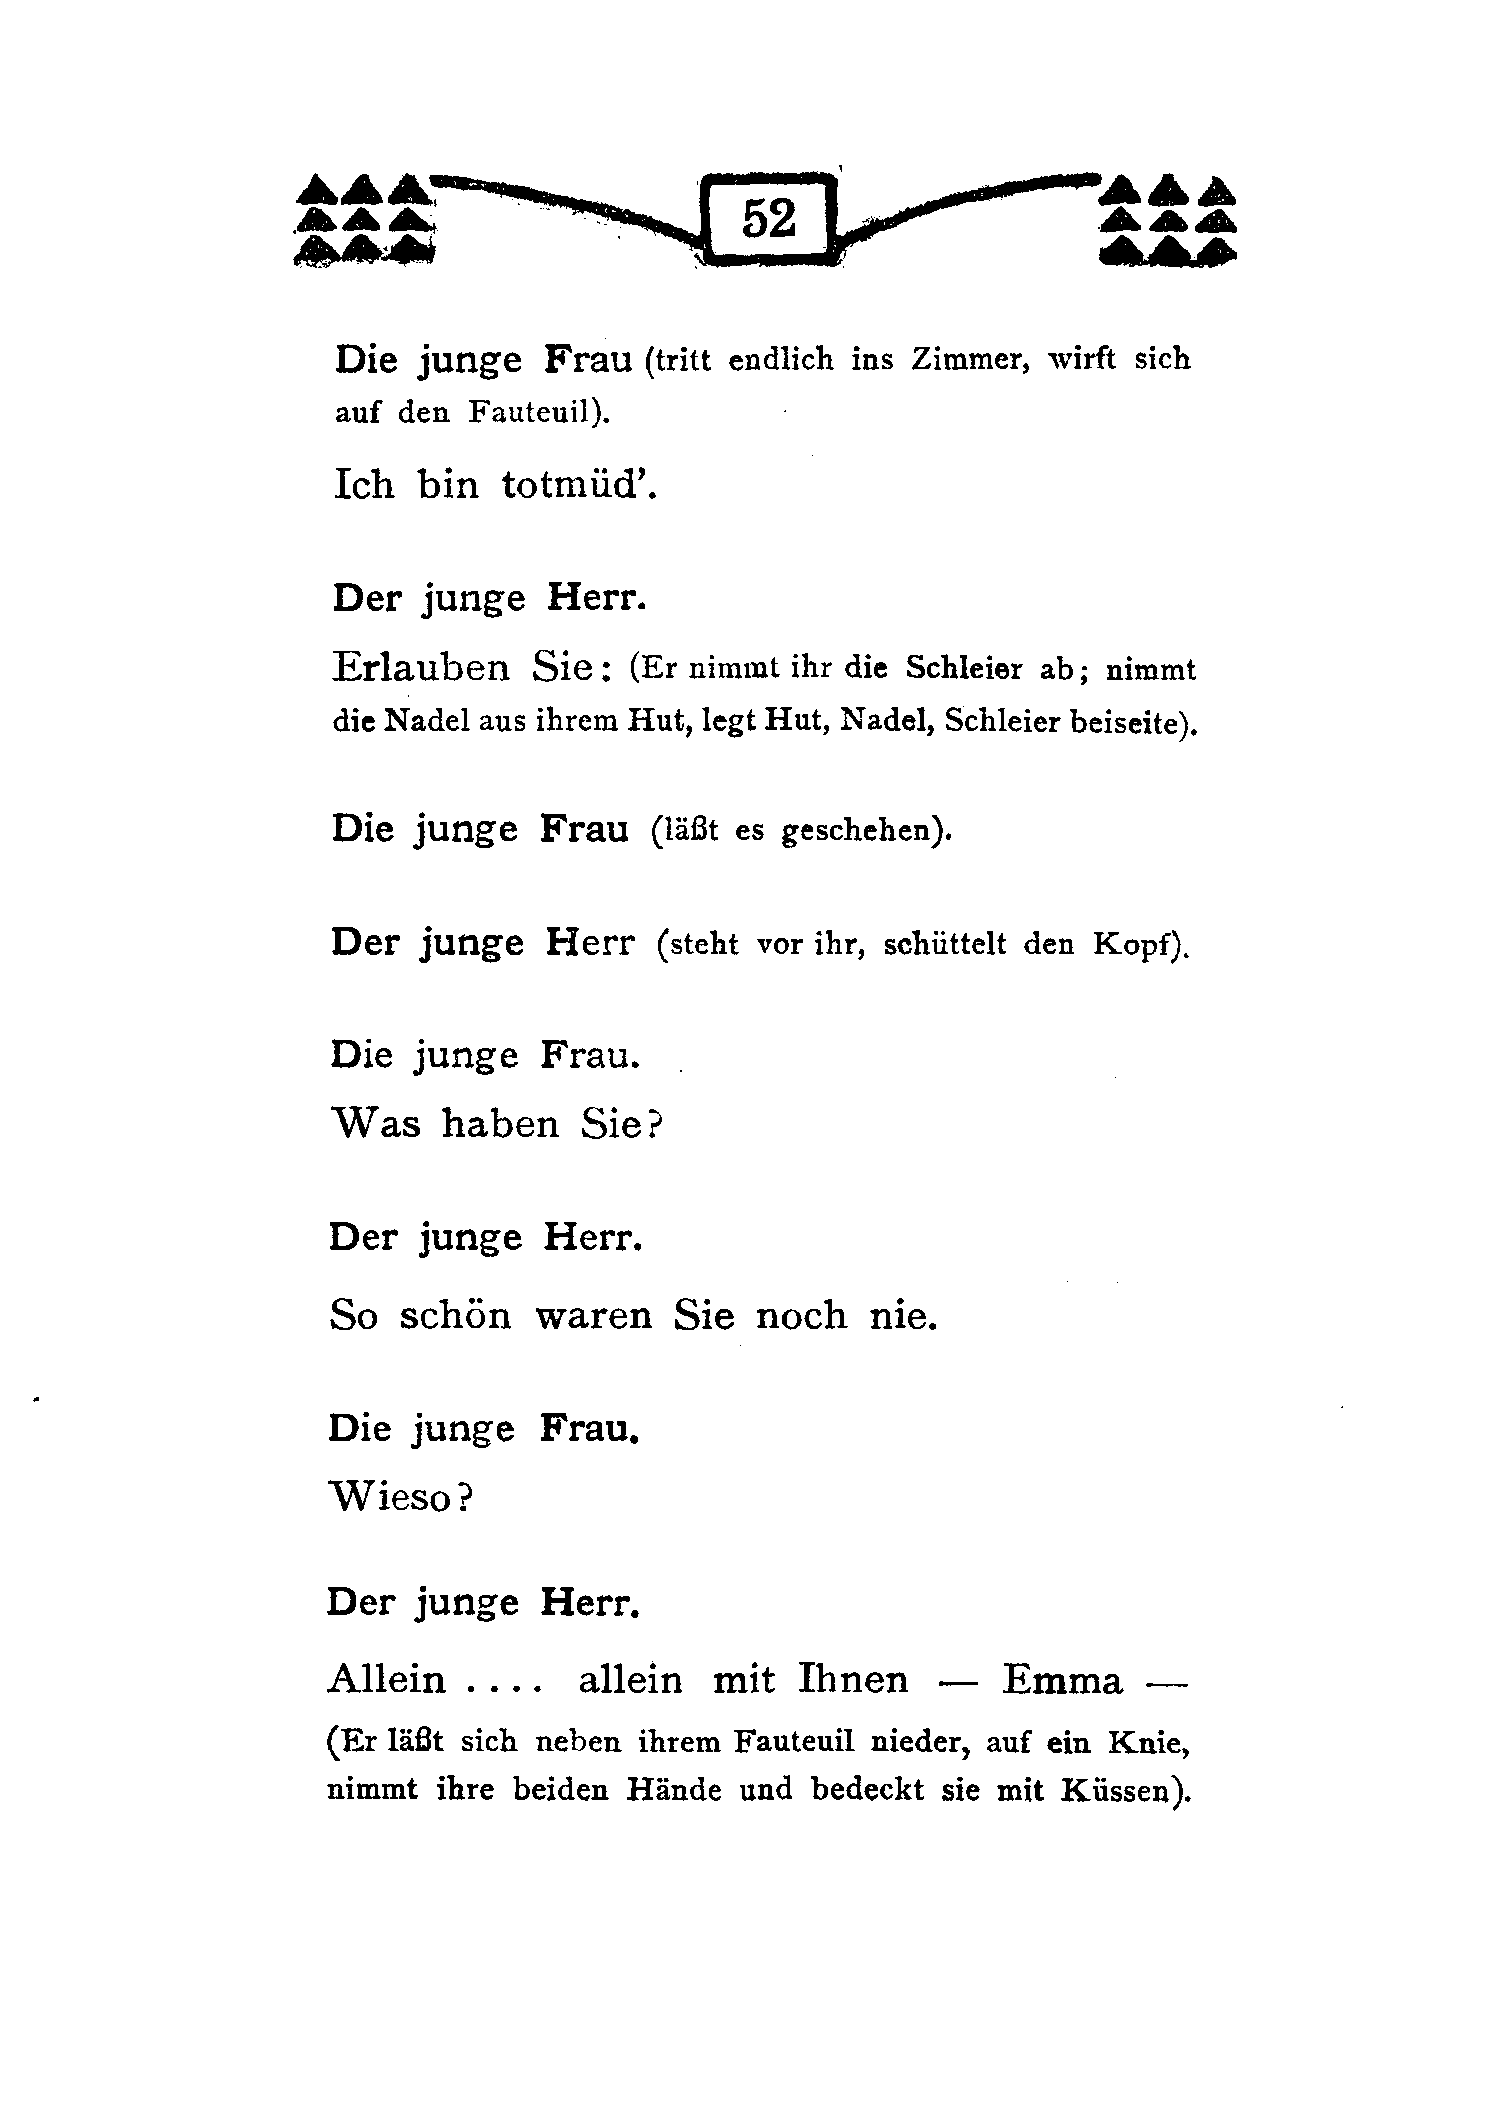 52
Die junge Frau (tritt endlich ins Zimmer, wirft sich
auf den Fauteuil).
Ich bin totmüd’.
Der junge Herr.
Erlauben Sie: (Er nimmt ihr die Schleier ab; nimmt
die Nadel aus ihrem Hut, legt Hut, Nadel, Schleier beiseite).
Die junge Frau (läßt es geschehen).
Der junge Herr (steht vor ihr, schüttelt den Kopf).
Die junge Frau.
Was haben Sie?
Der junge Herr.
So schön waren Sie noch nie.
Die junge Frau.
Wieso?
Der junge Herr.
Allein .... allein mit Ihnen — Emma —
(Er läßt sich neben ihrem Fauteuil nieder, auf ein Knie,
nimmt ihre beiden Hände und bedeckt sie mit Küssen).